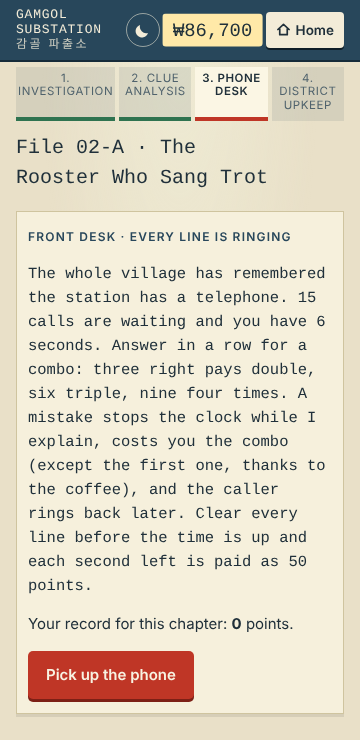 GAMGOL
SUBSTATION
감골 파출소
₩86,700
Home
1.
INVESTIGATION
2. CLUE
ANALYSIS
3. PHONE
DESK
4.
DISTRICT
UPKEEP
File 02-A · The
Rooster Who Sang Trot
FRONT DESK · EVERY LINE IS RINGING
The whole village has remembered
the station has a telephone. 15
calls are waiting and you have 6
seconds. Answer in a row for a
combo: three right pays double,
six triple, nine four times. A
mistake stops the clock while I
explain, costs you the combo
(except the first one, thanks to
the coffee), and the caller
rings back later. Clear every
line before the time is up and
each second left is paid as 50
points.
Your record for this chapter: 0 points.
Pick up the phone